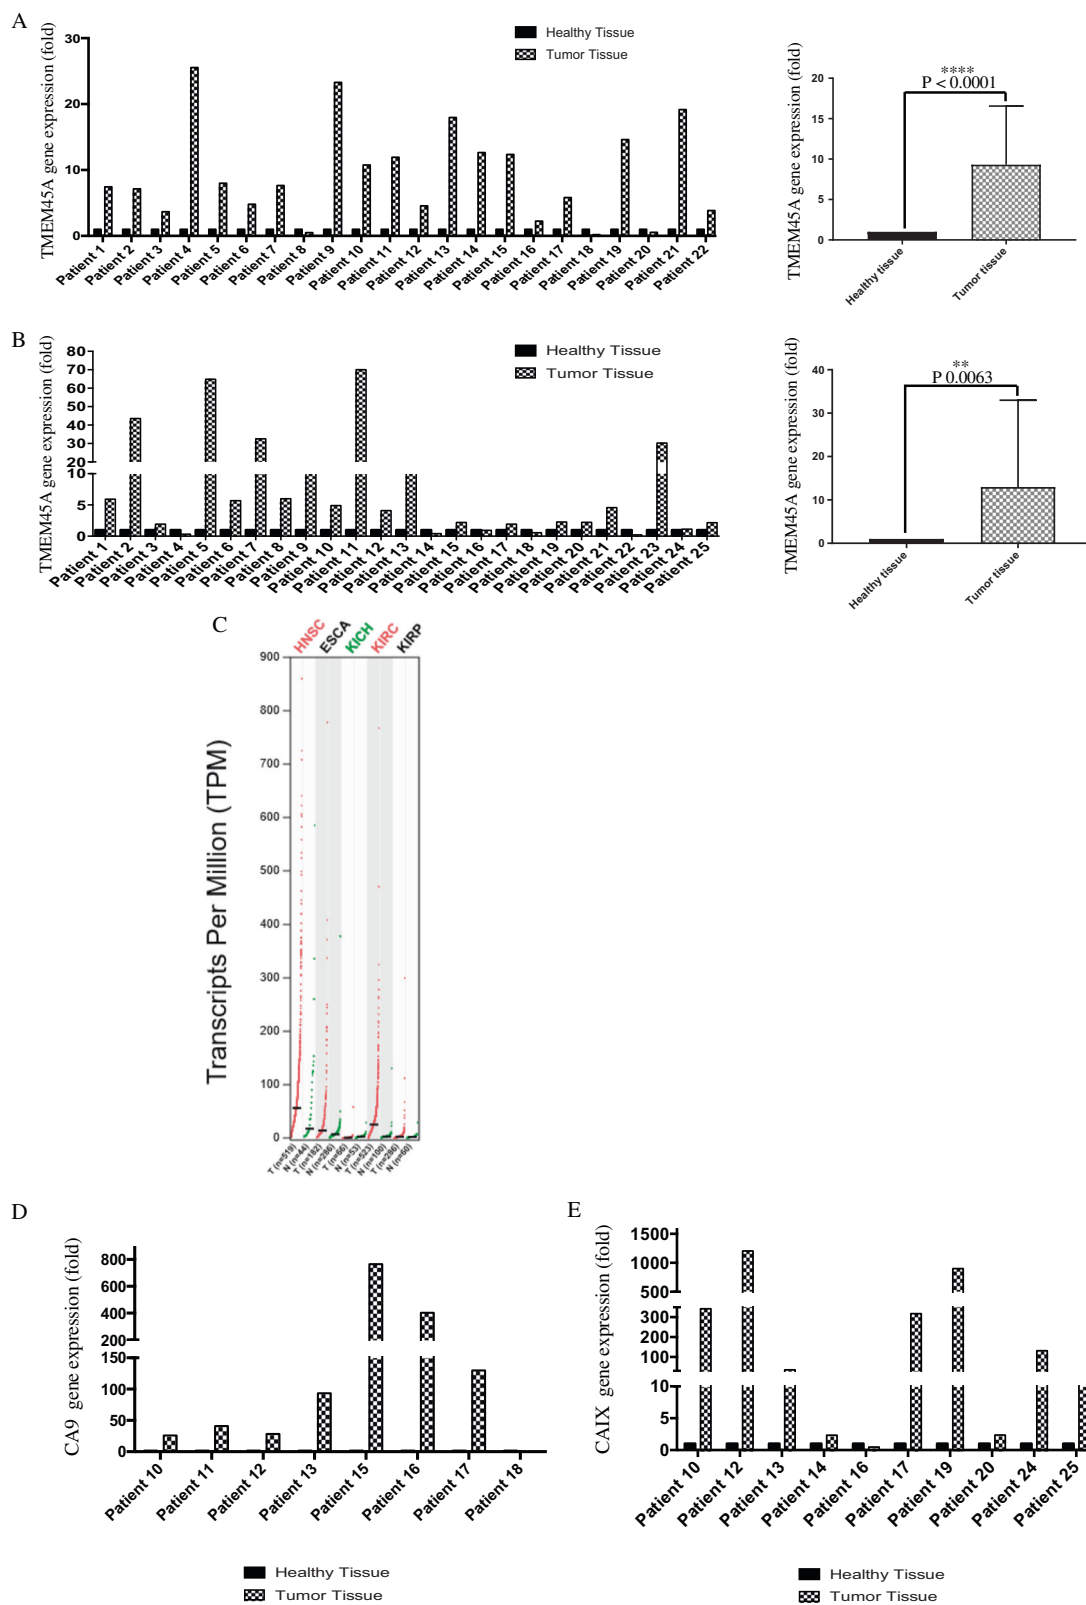 A
TMEM45A gene expression (fold)
30
20
10
0
Healthy Tissue
Tumor Tissue
Patient 1
Patient 2
Patient 3
Patient 4
Patient 5
Patient 6
Patient 7
Patient 8
Patient 9
Patient 10
Patient 11
Patient 12
Patient 13
Patient 14
Patient 15
Patient 16
Patient 17
Patient 18
Patient 19
Patient 20
Patient 21
Patient 22
TMEM45A gene expression (fold)
20
15
10
5
0
****
P < 0.0001
Healthy tissue
Tumor tissue
B
TMEM45A gene expression (fold)
80
70
60
50
40
30
20
10
5
0
Healthy Tissue
Tumor Tissue
Patient 1
Patient 2
Patient 3
Patient 4
Patient 5
Patient 6
Patient 7
Patient 8
Patient 9
Patient 10
Patient 11
Patient 12
Patient 13
Patient 14
Patient 15
Patient 16
Patient 17
Patient 18
Patient 19
Patient 20
Patient 21
Patient 22
Patient 23
Patient 24
Patient 25
TMEM45A gene expression (fold)
40
30
20
10
0
**
P 0.0063
Healthy tissue
Tumor tissue
C
HNSC
ESCA
KICH
KIRC
KIRP
Transcripts Per Million (TPM)
900
800
700
600
500
400
300
200
100
0
T (n=519)
N (n=44)
T (n=182)
N (n=286)
T (n=66)
N (n=53)
T (n=523)
N (n=100)
T (n=286)
N (n=60)
D
CA9 gene expression (fold)
800
600
400
200
150
100
50
0
Patient 10
Patient 11
Patient 12
Patient 13
Patient 15
Patient 16
Patient 17
Patient 18
Healthy Tissue
Tumor Tissue
E
CAIX gene expression (fold)
1500
1000
500
300
200
100
10
5
0
Patient 10
Patient 12
Patient 13
Patient 14
Patient 16
Patient 17
Patient 19
Patient 20
Patient 24
Patient 25
Healthy Tissue
Tumor Tissue